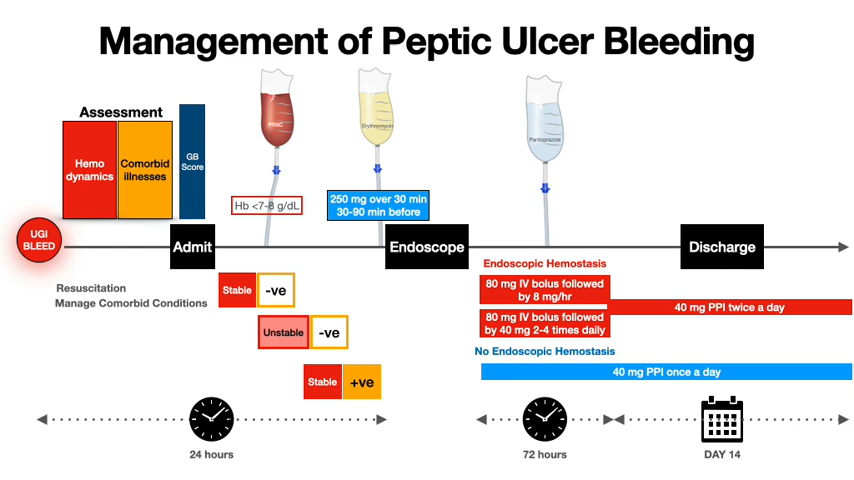 Management of Peptic Ulcer Bleeding
Assessment
Hemo
dynamics
Comorbid
illnesses
GB
Score
PRBC
Erythromycin
Pantoprazole
Hb <7-8 g/dL
250 mg over 30 min
30-90 min before
UGI
BLEED
Admit
Endoscope
Discharge
Resuscitation
Manage Comorbid Conditions
Stable
-ve
Unstable
-ve
Stable
+ve
Endoscopic Hemostasis
80 mg IV bolus followed
by 8 mg/hr
80 mg IV bolus followed
by 40 mg 2-4 times daily
40 mg PPI twice a day
No Endoscopic Hemostasis
40 mg PPI once a day
24 hours
72 hours
DAY 14